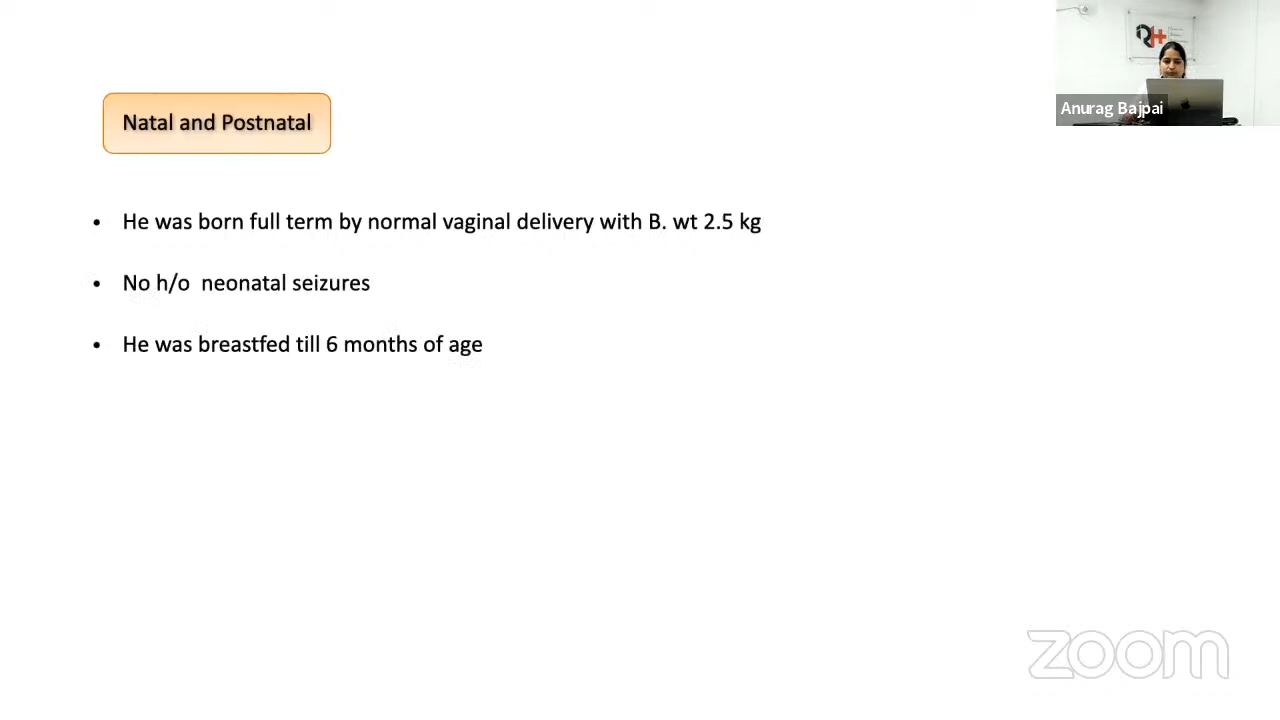 Natal and Postnatal
Anurag Bajpai
• He was born full term by normal vaginal delivery with B. wt 2.5 kg
• No h/o neonatal seizures
• He was breastfed till 6 months of age
zoom